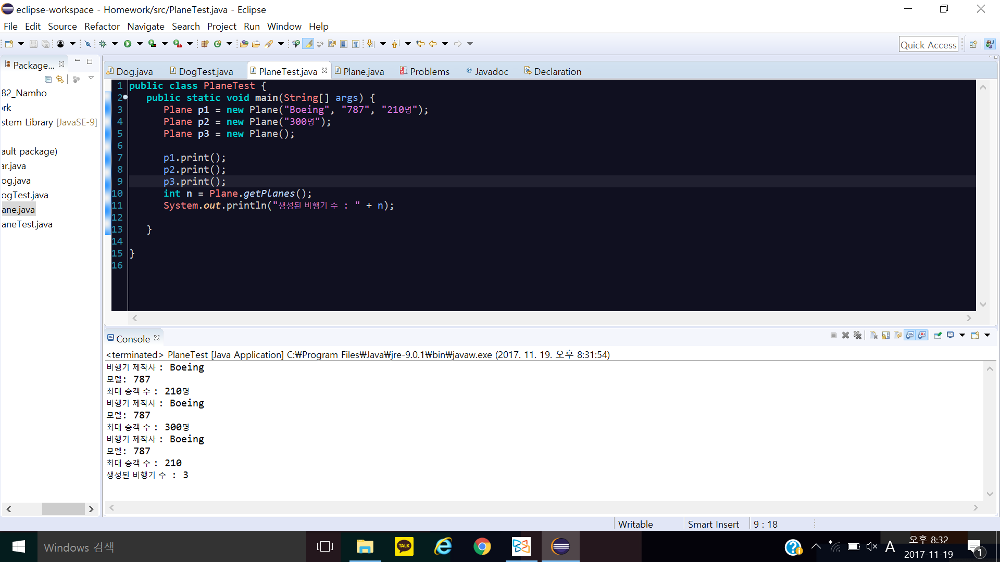 eclipse-workspace - Homework/src/PlaneTest.java - Eclipse
File Edit Source Refactor Navigate Search Project Run Window Help
Quick Access
Package...
82_Namho
rk
stem Library [JavaSE-9]
ault package)
ar.java
og.java
ogTest.java
ane.java
aneTest.java
Dog.java DogTest.java PlaneTest.java Plane.java Problems Javadoc Declaration
1 public class PlaneTest {
2 public static void main(String[] args) {
3 Plane p1 = new Plane("Boeing", "787", "210명");
4 Plane p2 = new Plane("300명");
5 Plane p3 = new Plane();
6
7 p1.print();
8 p2.print();
9 p3.print();
10 int n = Plane.getPlanes();
11 System.out.println("생성된 비행기 수 : " + n);
12
13 }
14
15 }
16
Console
<terminated> PlaneTest [Java Application] C:₩Program Files₩Java₩jre-9.0.1₩bin₩javaw.exe (2017. 11. 19. 오후 8:31:54)
비행기 제작사 : Boeing
모델: 787
최대 승객 수 : 210명
비행기 제작사 : Boeing
모델: 787
최대 승객 수 : 300명
비행기 제작사 : Boeing
모델: 787
최대 승객 수 : 210
생성된 비행기 수 : 3
Writable Smart Insert 9 : 18
Windows 검색
TALK
A
오후 8:32
2017-11-19
1